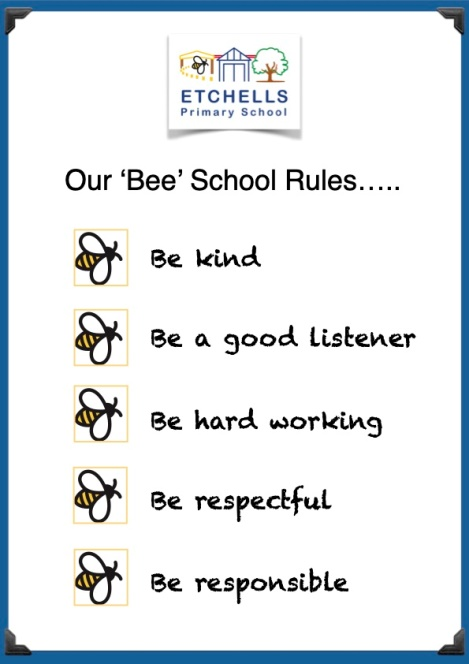 ETCHELLS
Primary School
Our ‘Bee’ School Rules…..
Be kind
Be a good listener
Be hard working
Be respectful
Be responsible